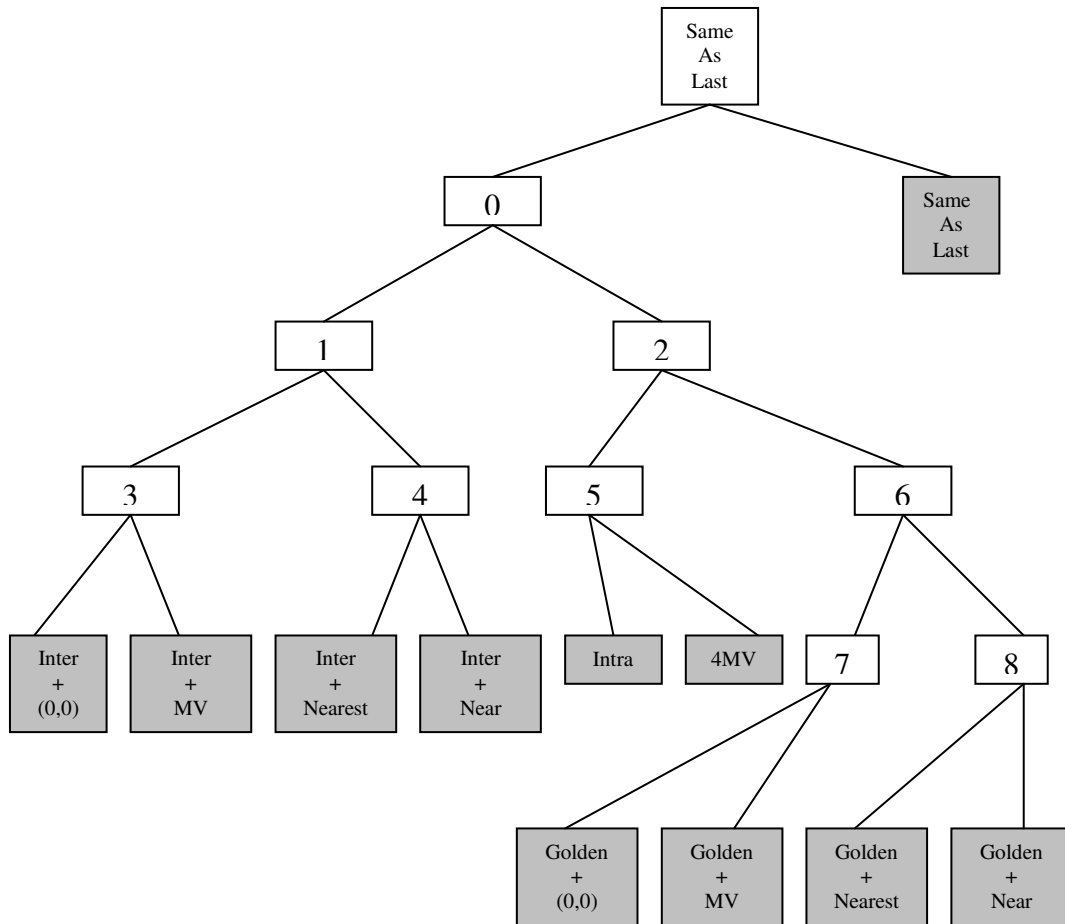 Same
As
Last
0
Same
As
Last
1
2
3
4
5
6
Inter
+
(0,0)
Inter
+
MV
Inter
+
Nearest
Inter
+
Near
Intra
4MV
7
8
Golden
+
(0,0)
Golden
+
MV
Golden
+
Nearest
Golden
+
Near